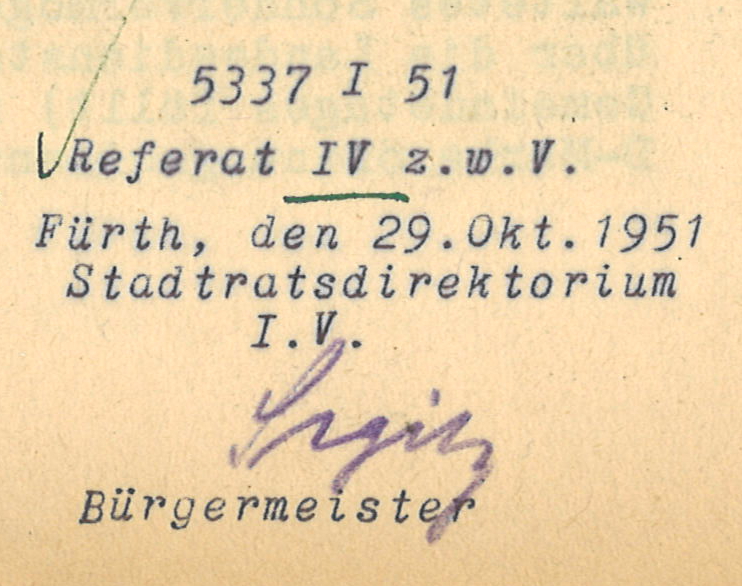 5337 I 51
Referat IV z.w.V.
Fürth, den 29.Okt.1951
Stadtratsdirektorium
I.V.
Bürgermeister